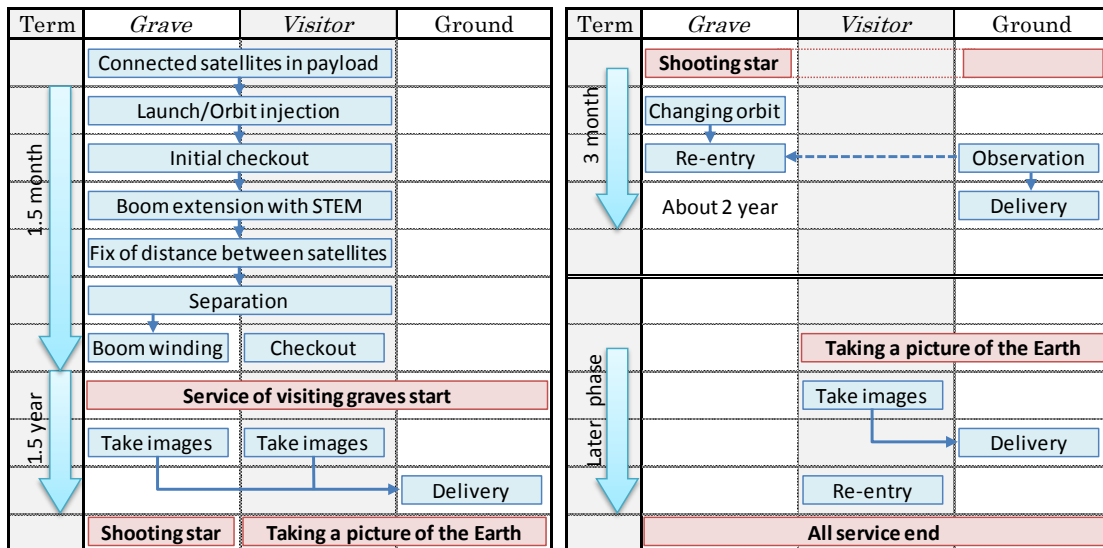 Term Grave Visitor Ground
Connected satellites in payload
Launch/Orbit injection
Initial checkout
Boom extension with STEM
Fix of distance between satellites
Separation
Boom winding Checkout
1.5 month
Service of visiting graves start
Take images Take images
Delivery
1.5 year
Shooting star Taking a picture of the Earth
Term Grave Visitor Ground
Shooting star
Changing orbit
Re-entry Observation
About 2 year Delivery
3 month
Taking a picture of the Earth
Take images
Delivery
Re-entry
Later phase
All service end